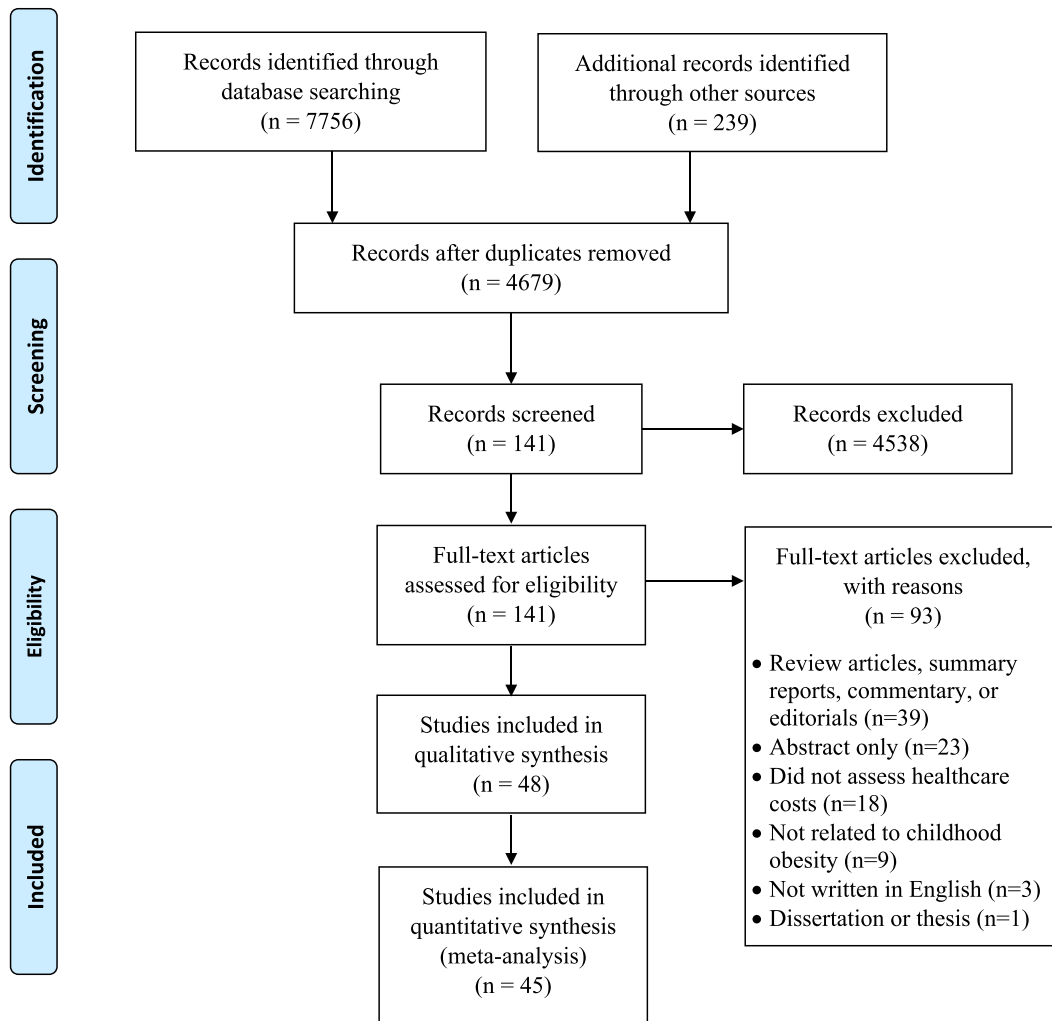 Identification
Records identified through
database searching
(n = 7756)
Additional records identified
through other sources
(n = 239)
Records after duplicates removed
(n = 4679)
Screening
Records screened
(n = 141)
Records excluded
(n = 4538)
Eligibility
Full-text articles
assessed for eligibility
(n = 141)
Full-text articles excluded,
with reasons
(n = 93)
• Review articles, summary
reports, commentary, or
editorials (n=39)
• Abstract only (n=23)
• Did not assess healthcare
costs (n=18)
• Not related to childhood
obesity (n=9)
• Not written in English (n=3)
• Dissertation or thesis (n=1)
Studies included in
qualitative synthesis
(n = 48)
Included
Studies included in
quantitative synthesis
(meta-analysis)
(n = 45)